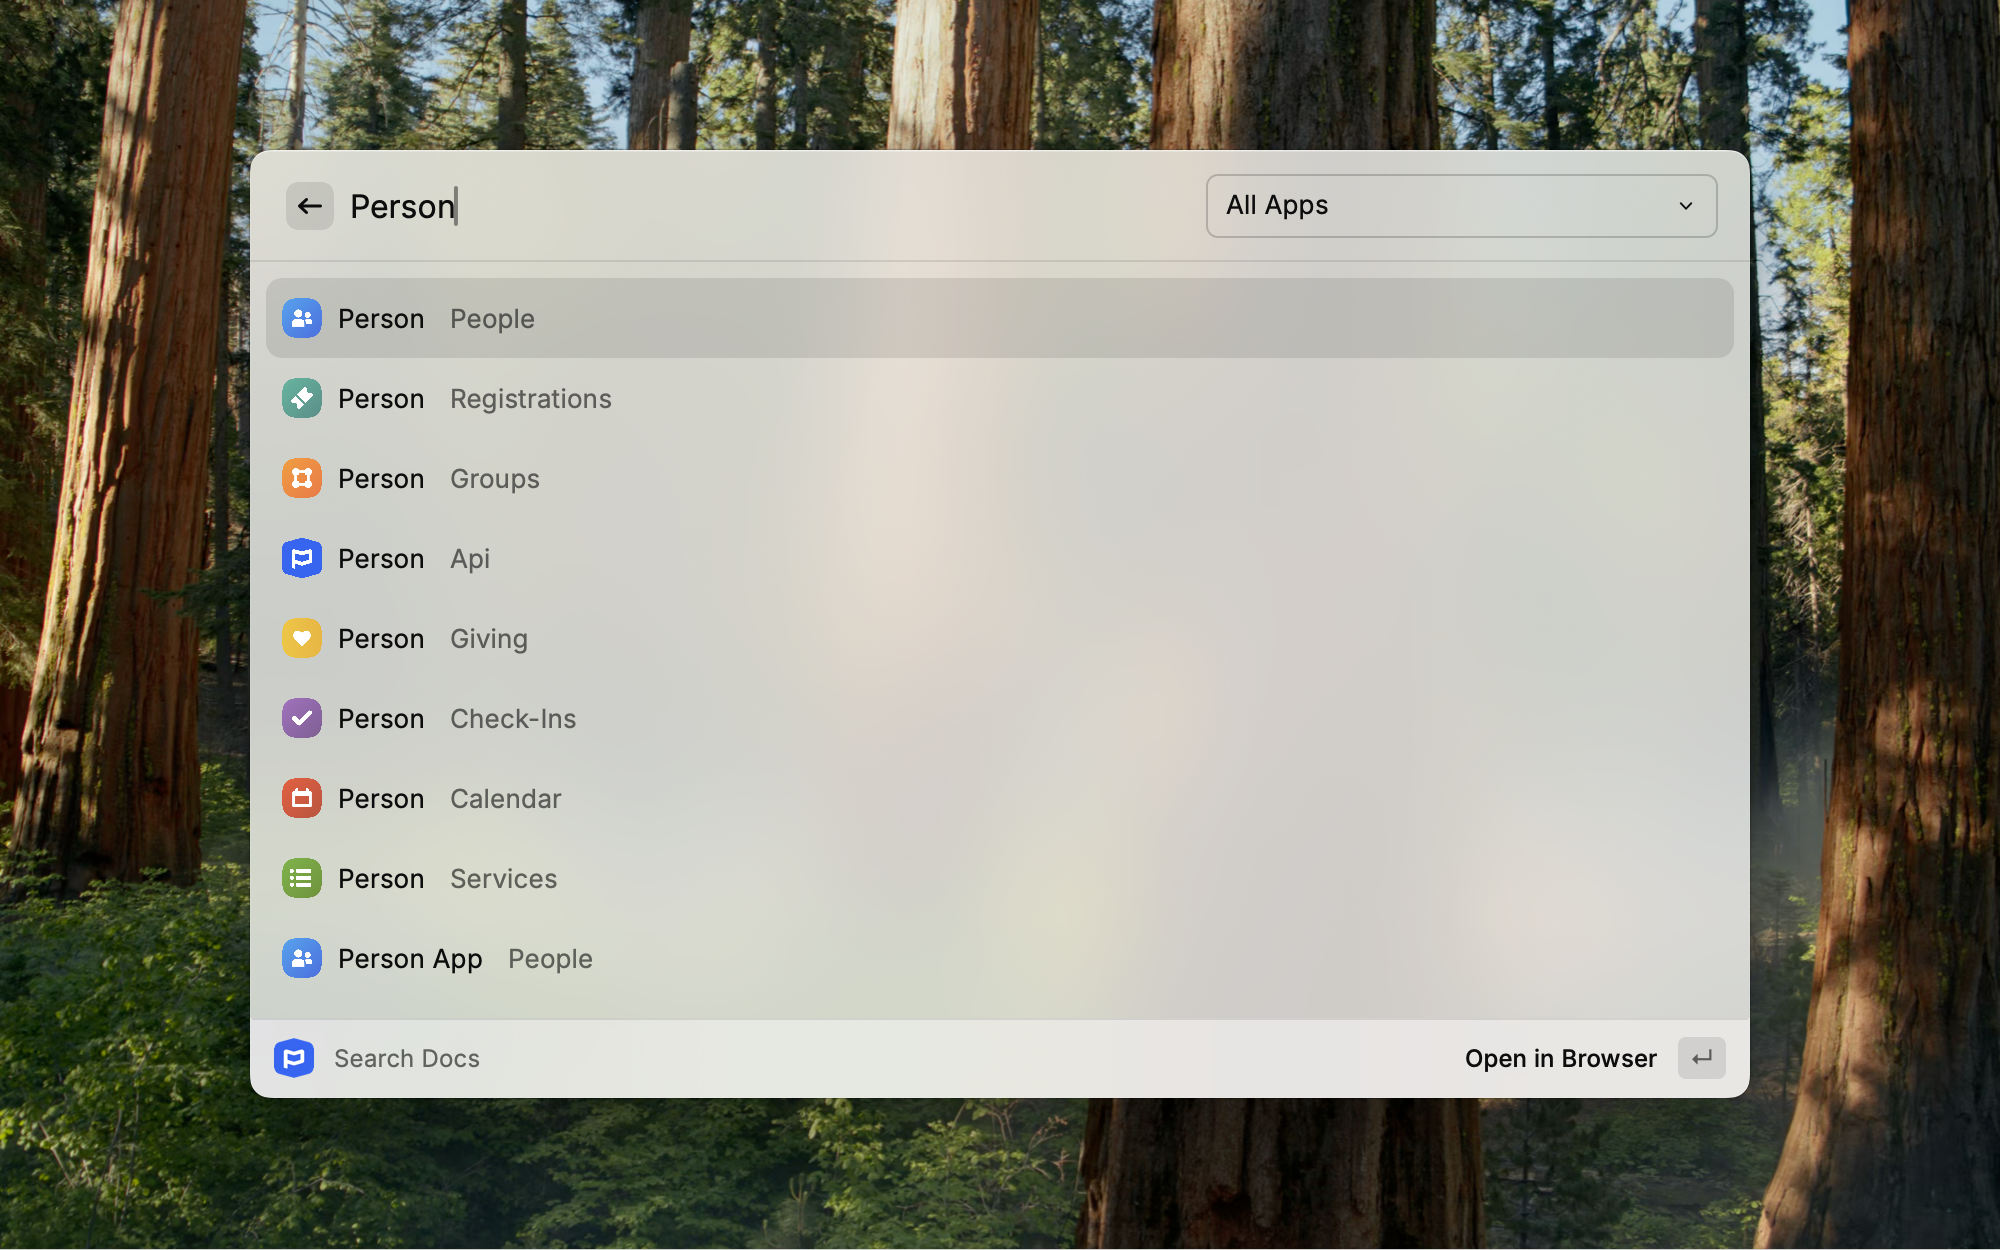 Person
All Apps
Person People
Person Registrations
Person Groups
Person Api
Person Giving
Person Check-Ins
Person Calendar
Person Services
Person App People
Search Docs
Open in Browser